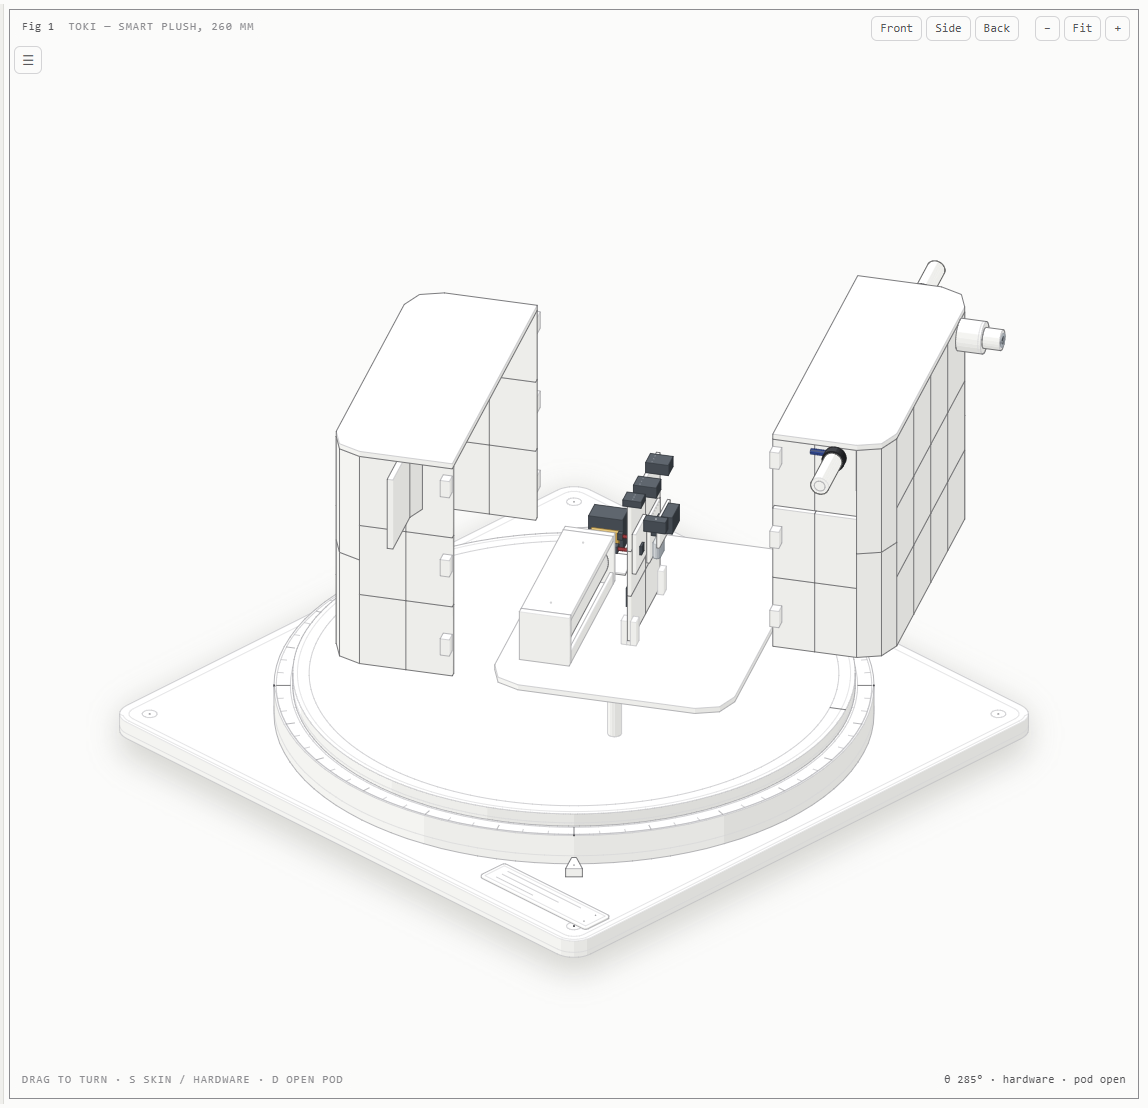 Fig 1 TOKI — SMART PLUSH, 260 MM
Front Side Back − Fit +
DRAG TO TURN · S SKIN / HARDWARE · D OPEN POD
θ 285° · hardware · pod open